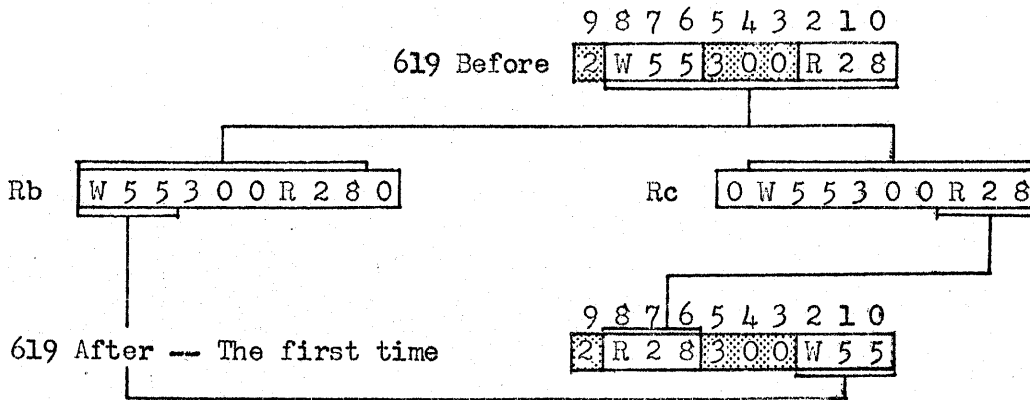 9 8 7 6 5 4 3 2 1 0
619 Before 2 W 5 5 3 0 0 R 2 8
Rb W 5 5 3 0 0 R 2 8 0 Rc 0 W 5 5 3 0 0 R 2 8
9 8 7 6 5 4 3 2 1 0
619 After -- The first time 2 R 2 8 3 0 0 W 5 5